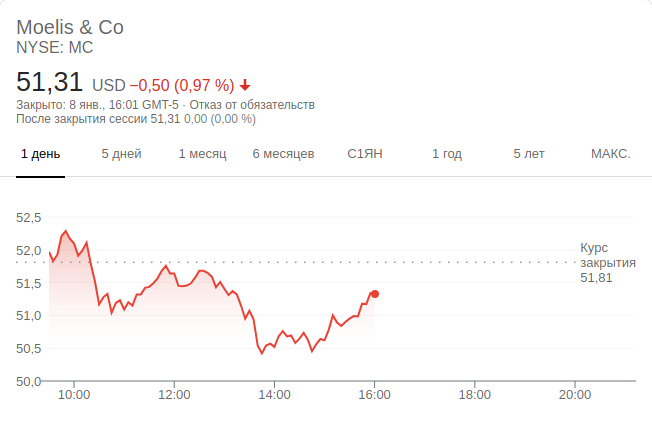 Moelis & Co
NYSE: MC
51,31 USD −0,50 (0,97 %)
Закрыто: 8 янв., 16:01 GMT-5 · Отказ от обязательств
После закрытия сессии 51,31 0,00 (0,00 %)
1 день 5 дней 1 месяц 6 месяцев С1ЯН 1 год 5 лет МАКС.
52,5
52,0
51,5
51,0
50,5
50,0
Курс
закрытия
51,81
10:00 12:00 14:00 16:00 18:00 20:00